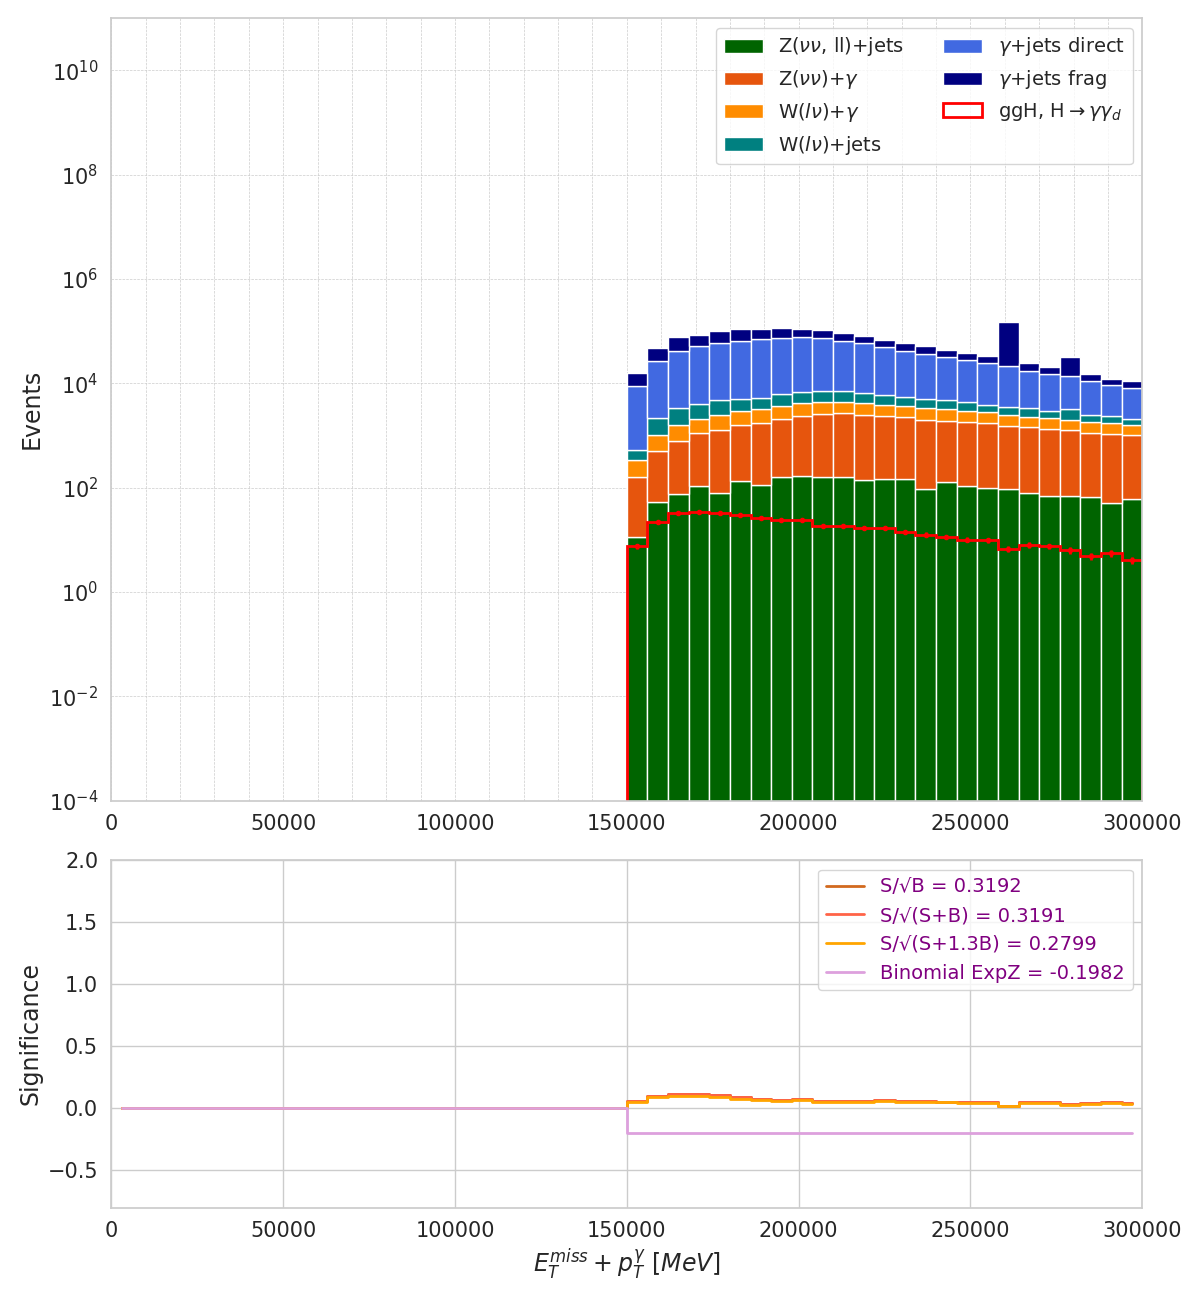 Z(νν, ll)+jets
Z(νν)+γ
W(lν)+γ
W(lν)+jets
γ+jets direct
γ+jets frag
ggH, H→γγ_d
Events
10^10
10^8
10^6
10^4
10^2
10^0
10^−2
10^−4
0 50000 100000 150000 200000 250000 300000
S/√B = 0.3192
S/√(S+B) = 0.3191
S/√(S+1.3B) = 0.2799
Binomial ExpZ = -0.1982
Significance
2.0
1.5
1.0
0.5
0.0
−0.5
0 50000 100000 150000 200000 250000 300000
E_T^miss + p_T^γ [MeV]